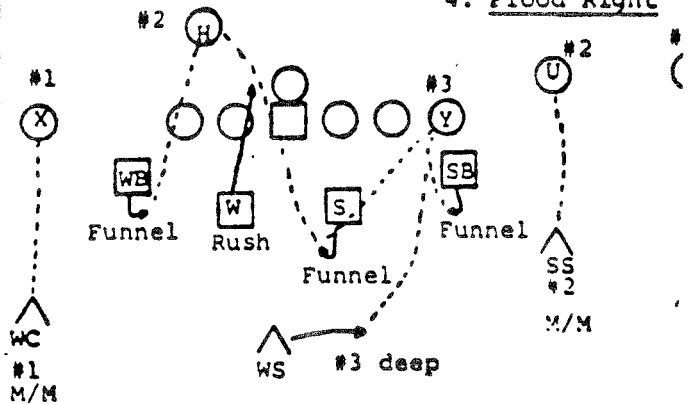 4. Flood Right
#2
H
#2
#1
#3
U
X
Y
WB
SB
W
S
Funnel
Rush
Funnel
Funnel
SS
#2
M/M
WC
WS
#3 deep
#1
M/M